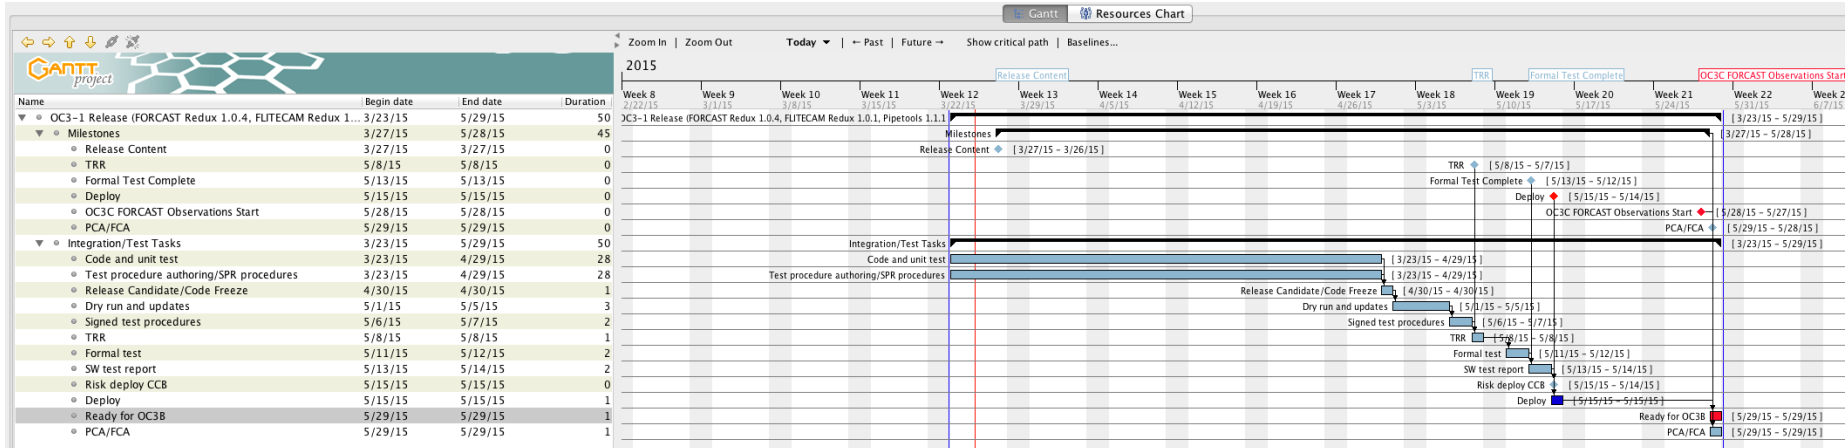 Gantt Resources Chart
Zoom In | Zoom Out Today ▼ | ← Past | Future → Show critical path | Baselines...
GANTT project
2015
Release Content TRR Formal Test Complete OC3C FORCAST Observations Start
Name Begin date End date Duration
Week 8 Week 9 Week 10 Week 11 Week 12 Week 13 Week 14 Week 15 Week 16 Week 17 Week 18 Week 19 Week 20 Week 21 Week 22 Week 2
2/22/15 3/1/15 3/8/15 3/15/15 3/22/15 3/29/15 4/5/15 4/12/15 4/19/15 4/26/15 5/3/15 5/10/15 5/17/15 5/24/15 5/31/15 6/7/15
OC3-1 Release (FORCAST Redux 1.0.4, FLITECAM Redux 1... 3/23/15 5/29/15 50 OC3-1 Release (FORCAST Redux 1.0.4, FLITECAM Redux 1.0.1, Pipetools 1.1.1 [ 3/23/15 - 5/29/15 ]
Milestones 3/27/15 5/28/15 45 Milestones [ 3/27/15 - 5/28/15 ]
Release Content 3/27/15 3/27/15 0 Release Content [ 3/27/15 - 3/26/15 ]
TRR 5/8/15 5/8/15 0 TRR [ 5/8/15 - 5/7/15 ]
Formal Test Complete 5/13/15 5/13/15 0 Formal Test Complete [ 5/13/15 - 5/12/15 ]
Deploy 5/15/15 5/15/15 0 Deploy [ 5/15/15 - 5/14/15 ]
OC3C FORCAST Observations Start 5/28/15 5/28/15 0 OC3C FORCAST Observations Start [ 5/28/15 - 5/27/15 ]
PCA/FCA 5/29/15 5/29/15 0 PCA/FCA [ 5/29/15 - 5/28/15 ]
Integration/Test Tasks 3/23/15 5/29/15 50 Integration/Test Tasks [ 3/23/15 - 5/29/15 ]
Code and unit test 3/23/15 4/29/15 28 Code and unit test [ 3/23/15 - 4/29/15 ]
Test procedure authoring/SPR procedures 3/23/15 4/29/15 28 Test procedure authoring/SPR procedures [ 3/23/15 - 4/29/15 ]
Release Candidate/Code Freeze 4/30/15 4/30/15 1 Release Candidate/Code Freeze [ 4/30/15 - 4/30/15 ]
Dry run and updates 5/1/15 5/5/15 3 Dry run and updates [ 5/1/15 - 5/5/15 ]
Signed test procedures 5/6/15 5/7/15 2 Signed test procedures [ 5/6/15 - 5/7/15 ]
TRR 5/8/15 5/8/15 1 TRR [ 5/8/15 - 5/8/15 ]
Formal test 5/11/15 5/12/15 2 Formal test [ 5/11/15 - 5/12/15 ]
SW test report 5/13/15 5/14/15 2 SW test report [ 5/13/15 - 5/14/15 ]
Risk deploy CCB 5/15/15 5/15/15 0 Risk deploy CCB [ 5/15/15 - 5/14/15 ]
Deploy 5/15/15 5/15/15 1 Deploy [ 5/15/15 - 5/15/15 ]
Ready for OC3B 5/29/15 5/29/15 1 Ready for OC3B [ 5/29/15 - 5/29/15 ]
PCA/FCA 5/29/15 5/29/15 1 PCA/FCA [ 5/29/15 - 5/29/15 ]